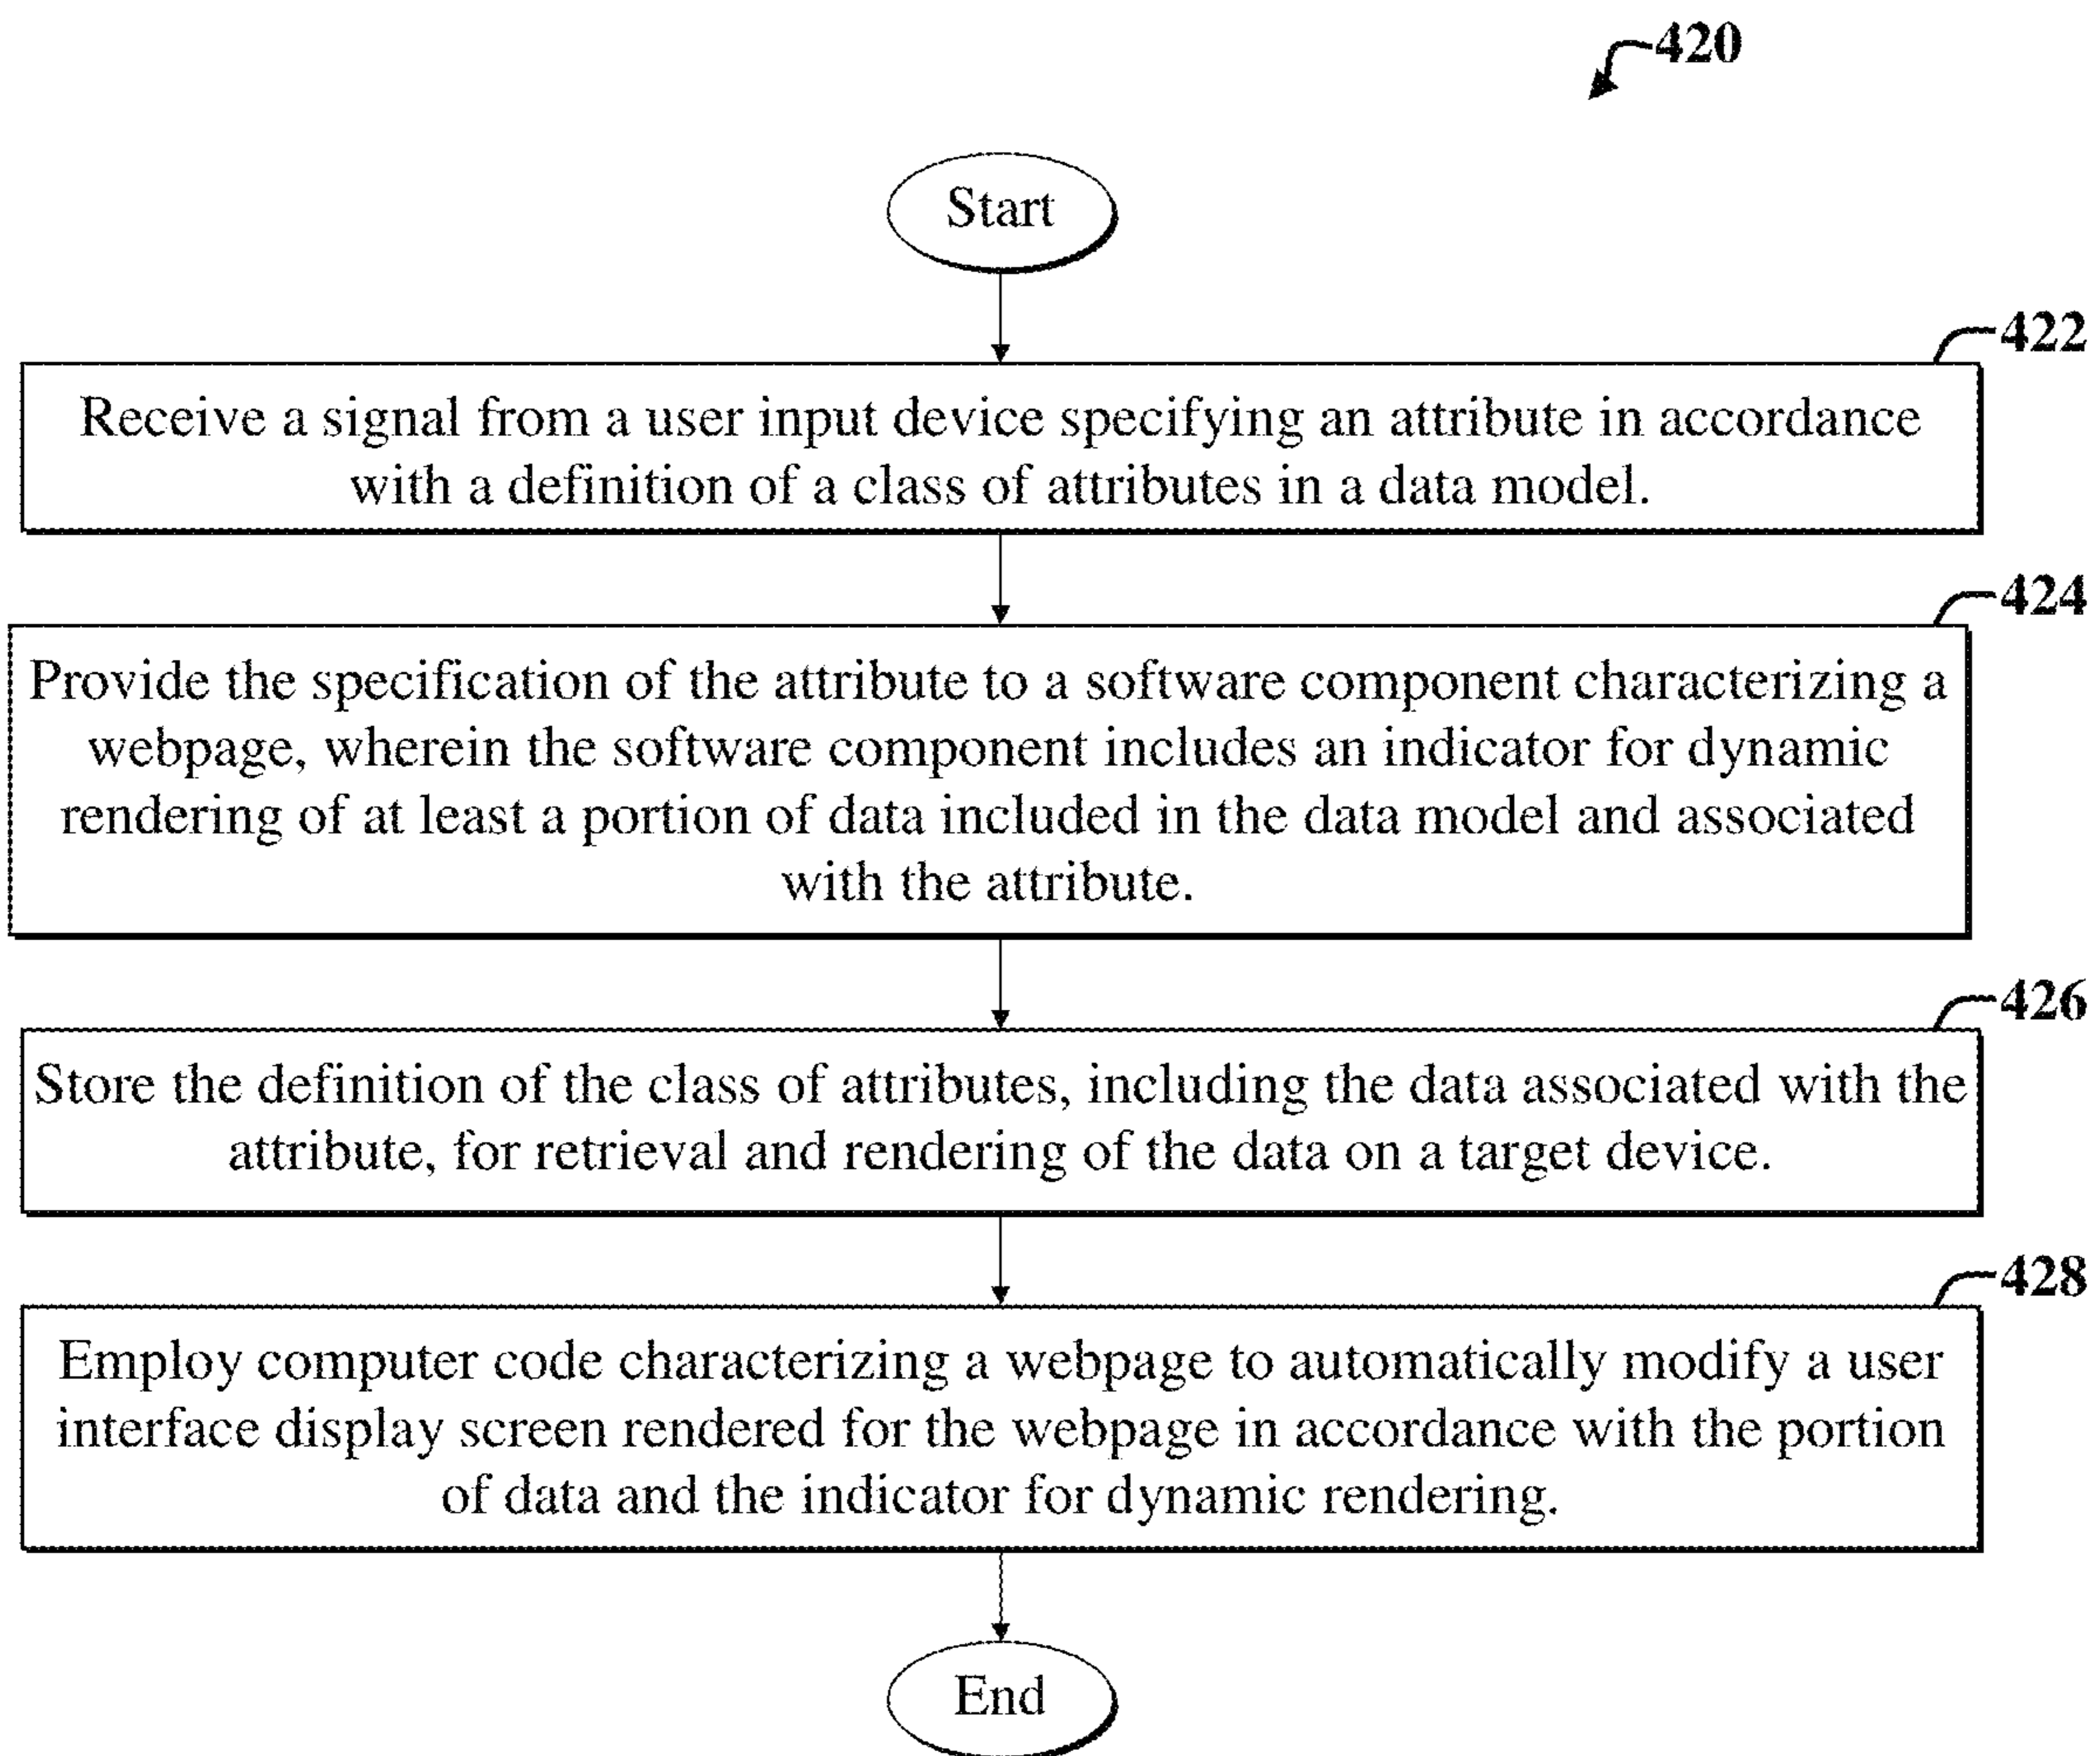 420
Start
422
Receive a signal from a user input device specifying an attribute in accordance
with a definition of a class of attributes in a data model.
424
Provide the specification of the attribute to a software component characterizing a
webpage, wherein the software component includes an indicator for dynamic
rendering of at least a portion of data included in the data model and associated
with the attribute.
426
Store the definition of the class of attributes, including the data associated with the
attribute, for retrieval and rendering of the data on a target device.
428
Employ computer code characterizing a webpage to automatically modify a user
interface display screen rendered for the webpage in accordance with the portion
of data and the indicator for dynamic rendering.
End